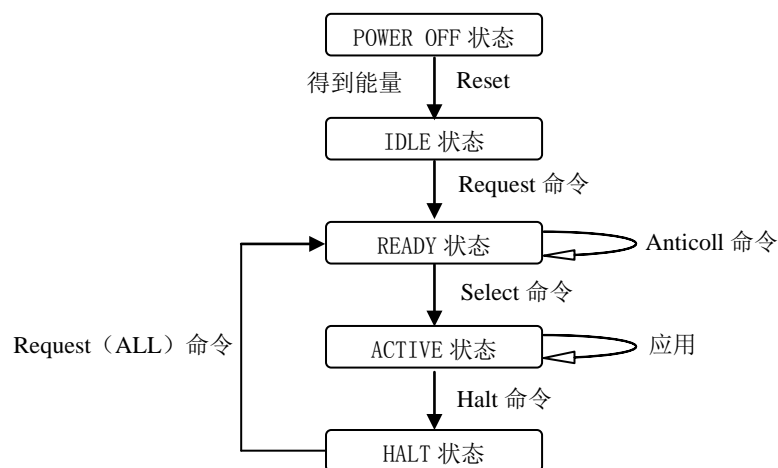 POWER OFF 状态
得到能量 Reset
IDLE 状态
Request 命令
READY 状态
Anticoll 命令
Select 命令
Request（ALL）命令
ACTIVE 状态
应用
Halt 命令
HALT 状态